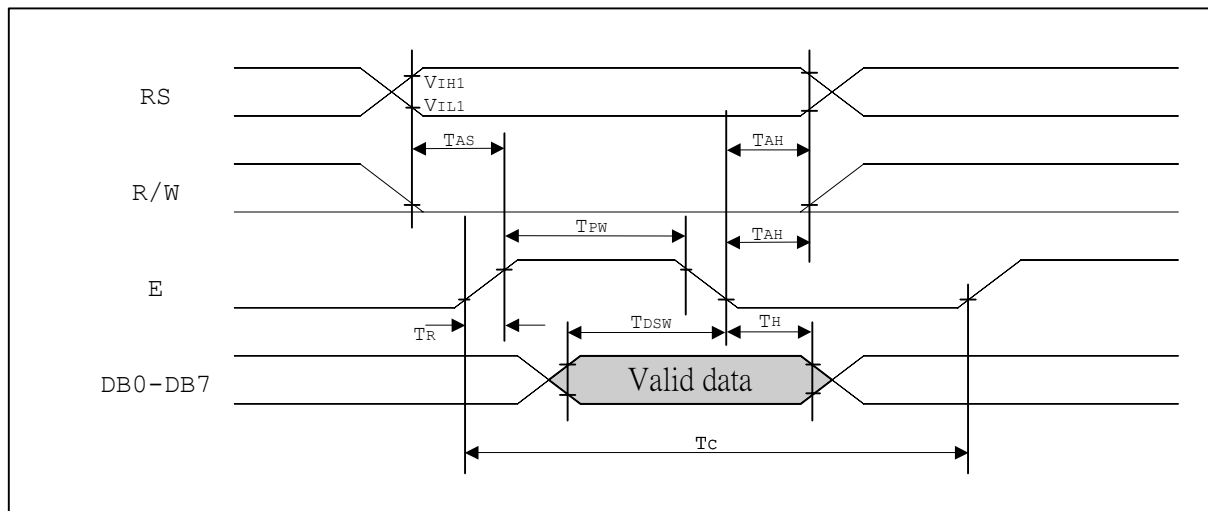 RS
VIH1
VIL1
TAS
TAH
R/W
TPW
TAH
E
TR
TDSW
TH
DB0-DB7
Valid data
TC